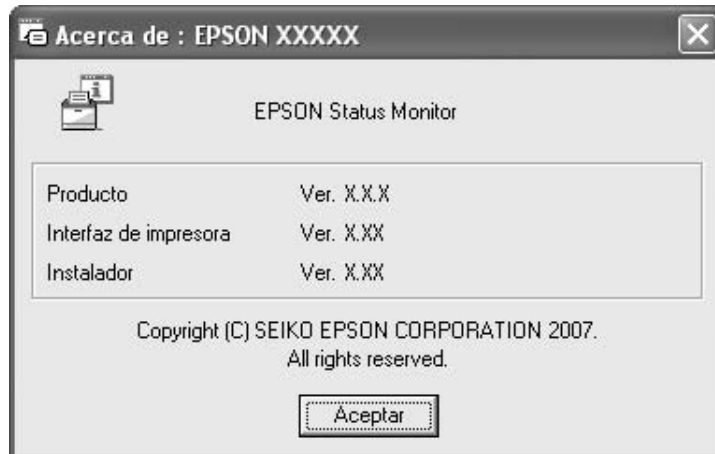 Acerca de : EPSON XXXXX
EPSON Status Monitor
Producto Ver. X.X.X
Interfaz de impresora Ver. X.XX
Instalador Ver. X.XX
Copyright (C) SEIKO EPSON CORPORATION 2007.
All rights reserved.
Aceptar